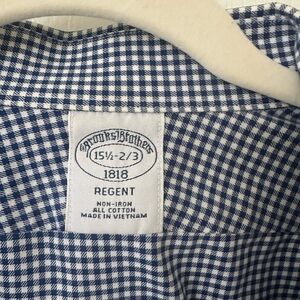 Brooks Brothers
15½-2/3
1818
REGENT
NON-IRON
ALL COTTON
MADE IN VIETNAM